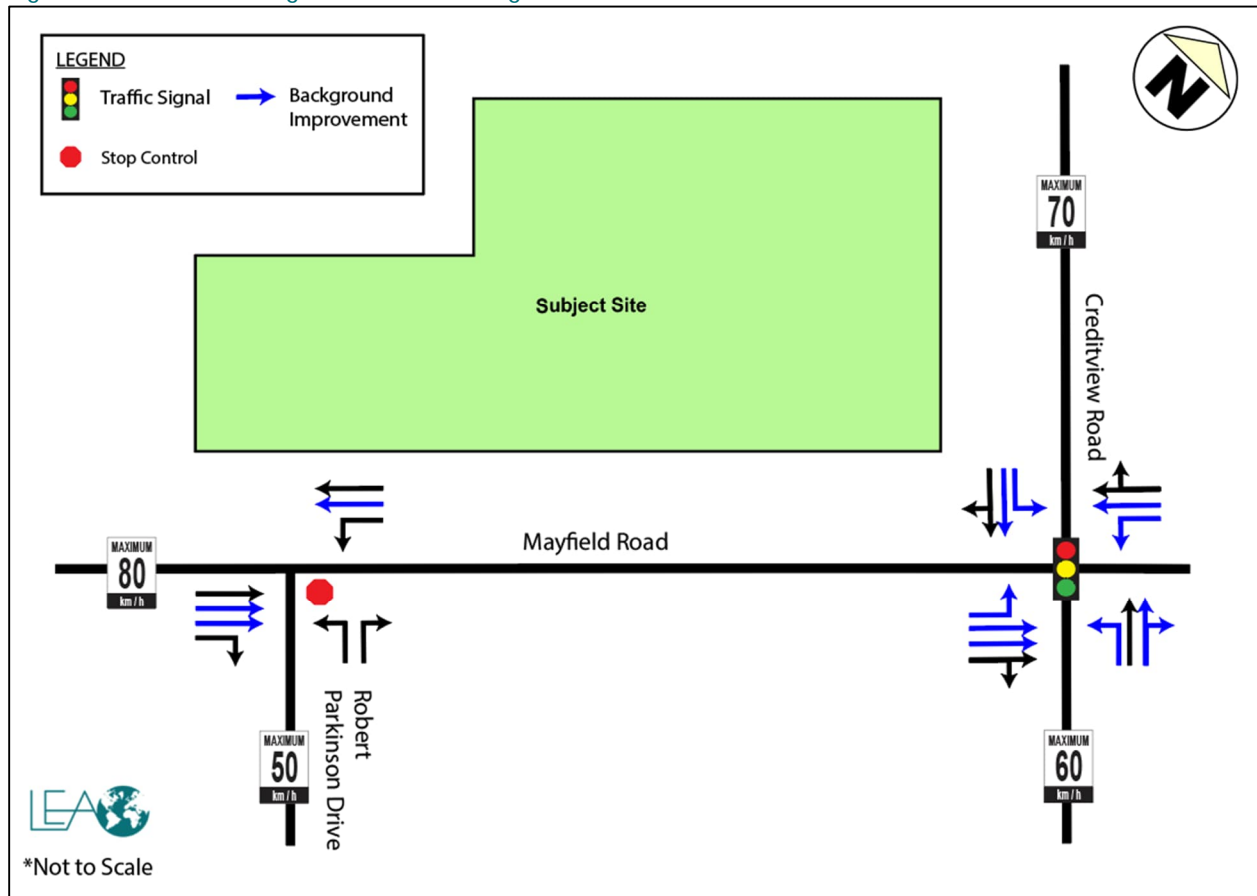 LEGEND
Traffic Signal
Background
Improvement
Stop Control
N
Subject Site
MAXIMUM
70
km / h
Creditview Road
Mayfield Road
MAXIMUM
80
km / h
Robert
Parkinson Drive
MAXIMUM
50
km / h
MAXIMUM
60
km / h
LEA
*Not to Scale